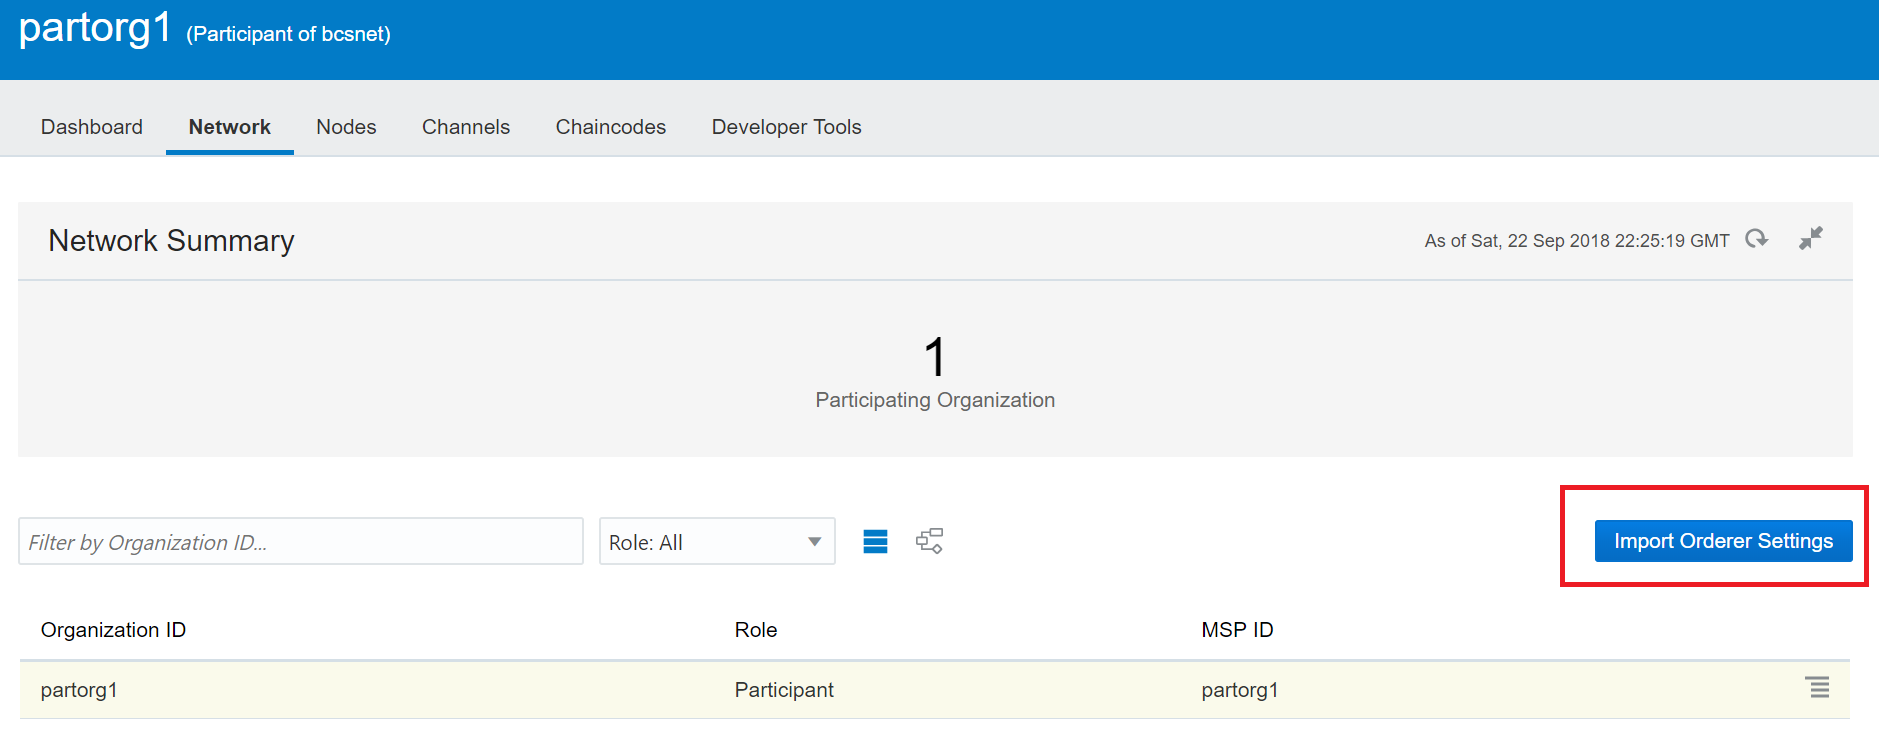 partorg1 (Participant of bcsnet)
Dashboard Network Nodes Channels Chaincodes Developer Tools
Network Summary As of Sat, 22 Sep 2018 22:25:19 GMT
1
Participating Organization
Filter by Organization ID... Role: All Import Orderer Settings
Organization ID Role MSP ID
partorg1 Participant partorg1